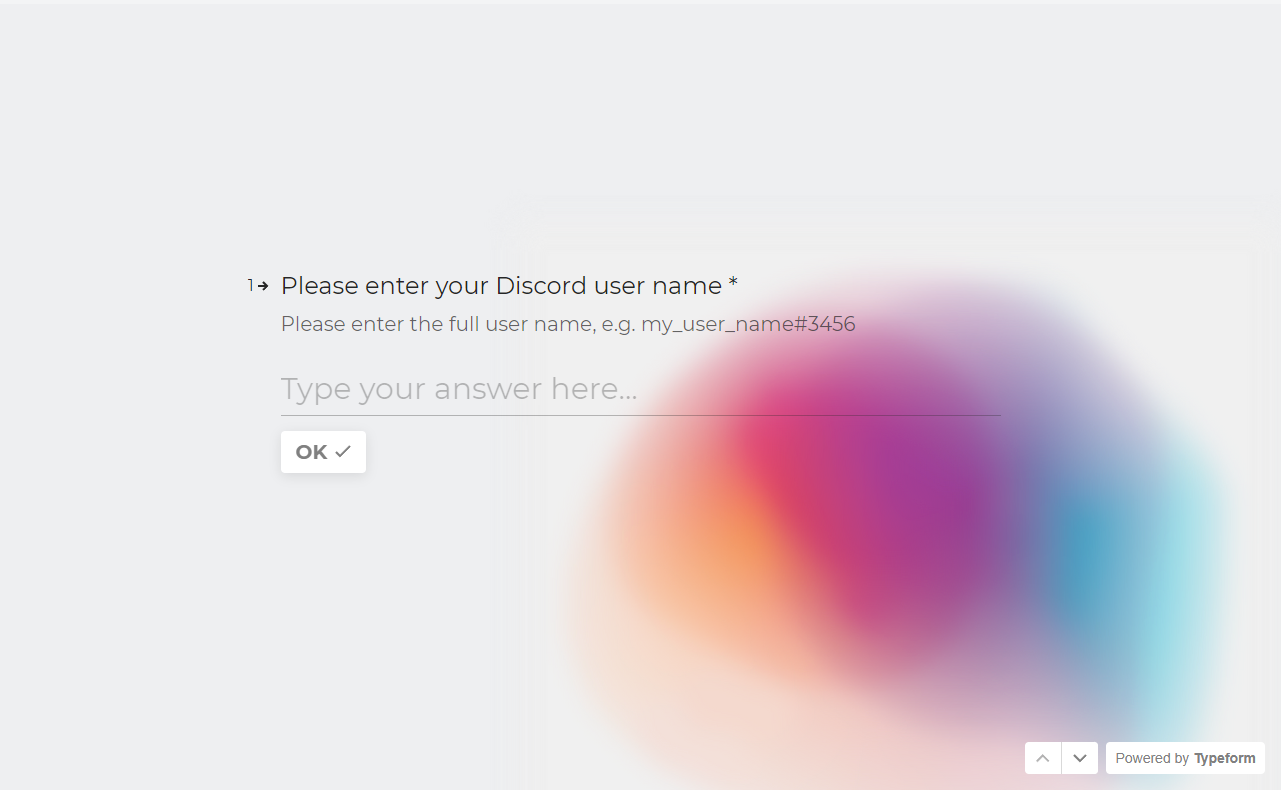 1 Please enter your Discord user name *
Please enter the full user name, e.g. my_user_name#3456
Type your answer here...
OK
Powered by Typeform